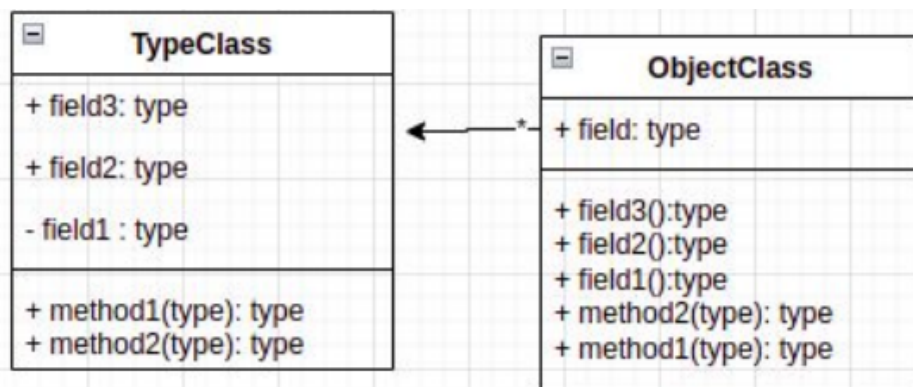 TypeClass
+ field3: type
+ field2: type
- field1 : type
+ method1(type): type
+ method2(type): type
*
ObjectClass
+ field: type
+ field3():type
+ field2():type
+ field1():type
+ method2(type): type
+ method1(type): type